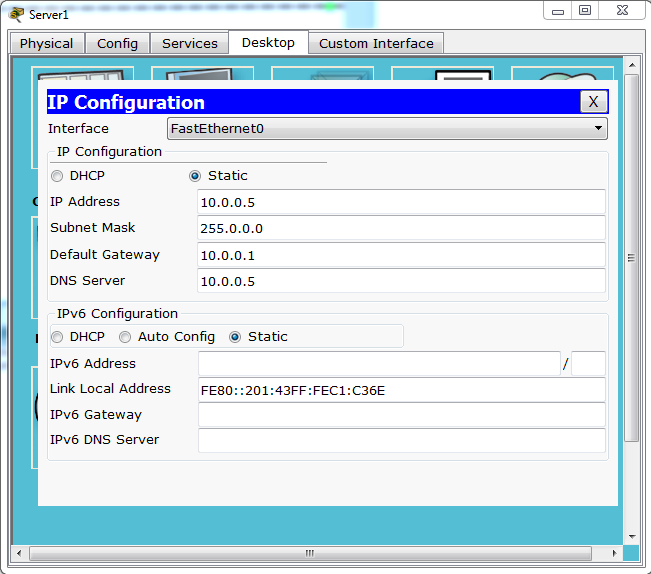 Server1
Physical Config Services Desktop Custom Interface
IP Configuration X
Interface FastEthernet0
IP Configuration
DHCP Static
IP Address 10.0.0.5
Subnet Mask 255.0.0.0
Default Gateway 10.0.0.1
DNS Server 10.0.0.5
IPv6 Configuration
DHCP Auto Config Static
IPv6 Address /
Link Local Address FE80::201:43FF:FEC1:C36E
IPv6 Gateway
IPv6 DNS Server